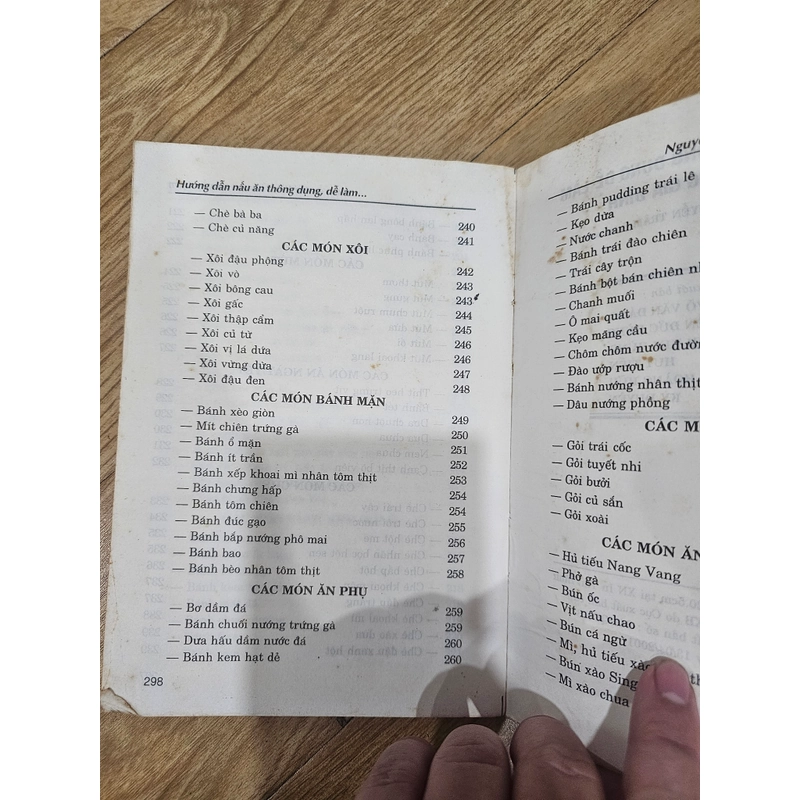 Hướng dẫn nấu ăn thông dụng, dễ làm...
— Chè bà ba 240
— Chè củ năng 241
CÁC MÓN XÔI
— Xôi đậu phộng 242
— Xôi vò 243
— Xôi bông cau 243
— Xôi gấc 244
— Xôi thập cẩm 245
— Xôi củ từ 246
— Xôi vị lá dứa 246
— Xôi vừng dừa 247
— Xôi đậu đen 248
CÁC MÓN BÁNH MẶN
— Bánh xèo giòn 249
— Mít chiên trứng gà 250
— Bánh ổ mặn 251
— Bánh ít trần 252
— Bánh xếp khoai mì nhân tôm thịt 253
— Bánh chưng hấp 254
— Bánh tôm chiên 254
— Bánh đúc gạo 255
— Bánh bắp nướng phô mai 256
— Bánh bao 257
— Bánh bèo nhân tôm thịt 258
CÁC MÓN ĂN PHỤ
— Bơ dầm đá 259
— Bánh chuối nướng trứng gà 259
— Dưa hấu dầm nước đá 260
— Bánh kem hạt dẻ 260
298
— Bánh pudding trái lê
— Kẹo dừa
— Nước chanh
— Bánh trái đào chiên
— Trái cây trộn
— Bánh bột bán chiên
— Chanh muối
— Ô mai quất
— Kẹo mãng cầu
— Chôm chôm nước đường
— Đào ướp rượu
— Bánh nướng nhân thịt
— Dâu nướng phồng
CÁC
— Gỏi trái cốc
— Gỏi tuyết nhi
— Gỏi bưởi
— Gỏi củ sắn
— Gỏi xoài
CÁC MÓN ĂN
— Hủ tiếu Nang Vang
— Phở gà
— Bún ốc
— Vịt nấu chao
— Bún cá ngừ
— Mì, hủ tiếu xào
— Bún xào
— Mì xào chua